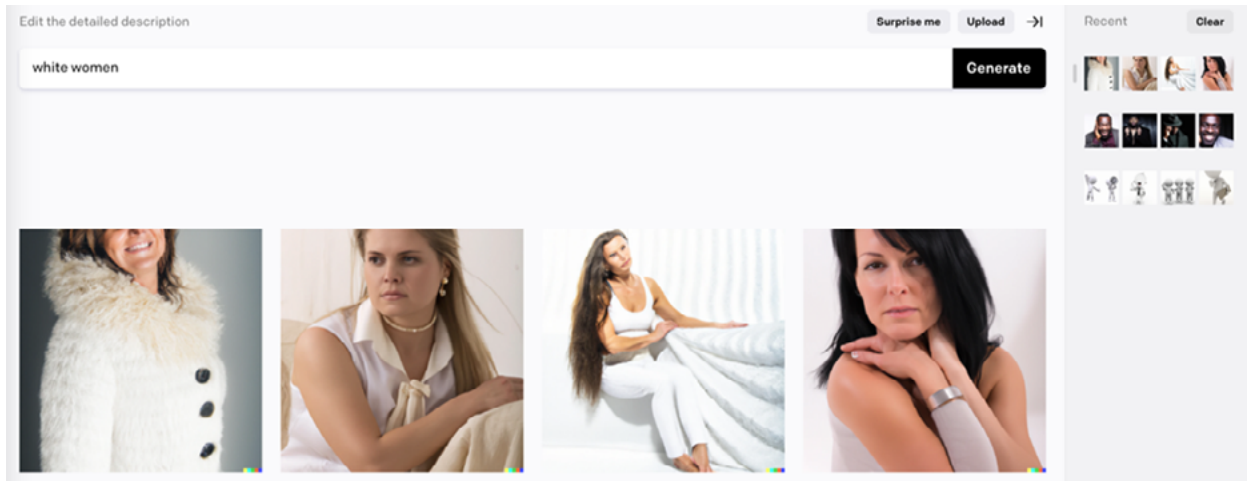 Edit the detailed description
Surprise me
Upload
Recent
Clear
white women
Generate